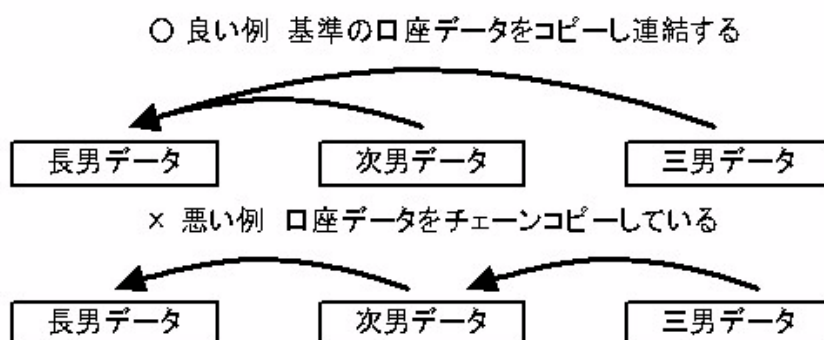 ○ 良い例 基準の口座データをコピーし連結する
長男データ 次男データ 三男データ
× 悪い例 口座データをチェーンコピーしている
長男データ 次男データ 三男データ